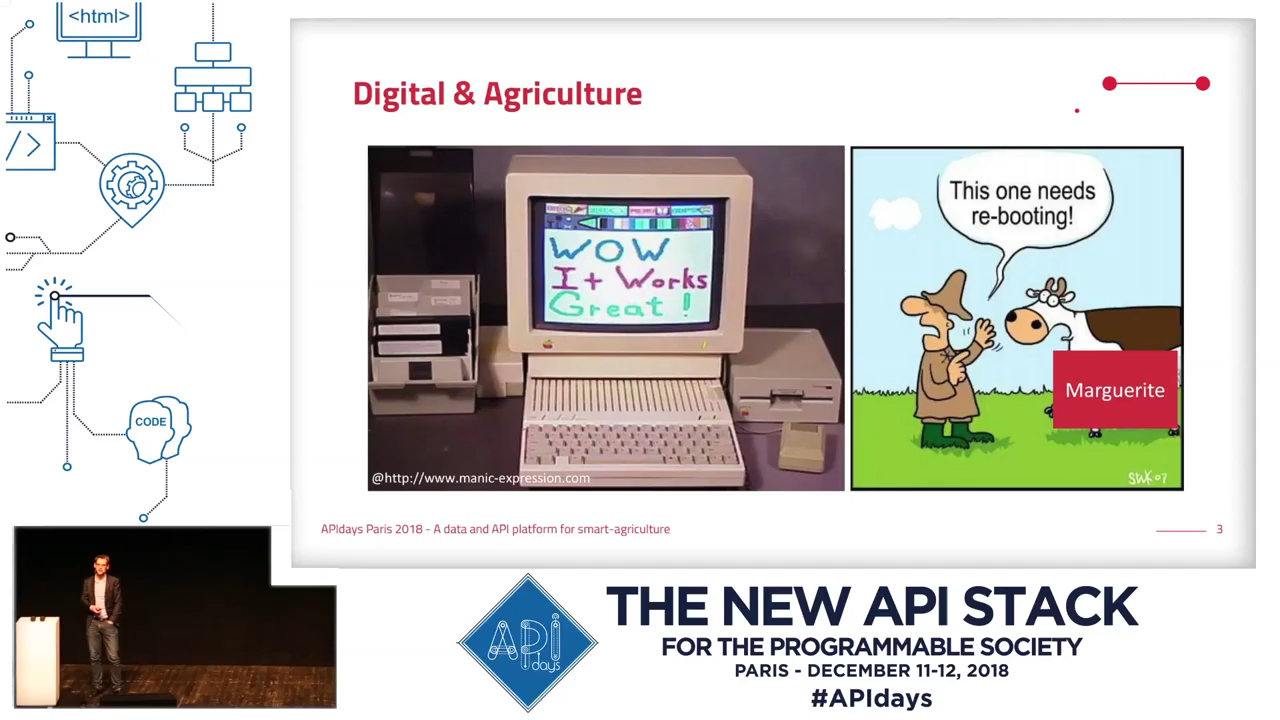 <html>
</>
CODE
Digital & Agriculture
WOW
It Works
Great !
@http://www.manic-expression.com
This one needs
re-booting!
Marguerite
SWK 07
APIdays Paris 2018 - A data and API platform for smart-agriculture
3
API
days
THE NEW API STACK
FOR THE PROGRAMMABLE SOCIETY
PARIS - DECEMBER 11-12, 2018
#APIdays